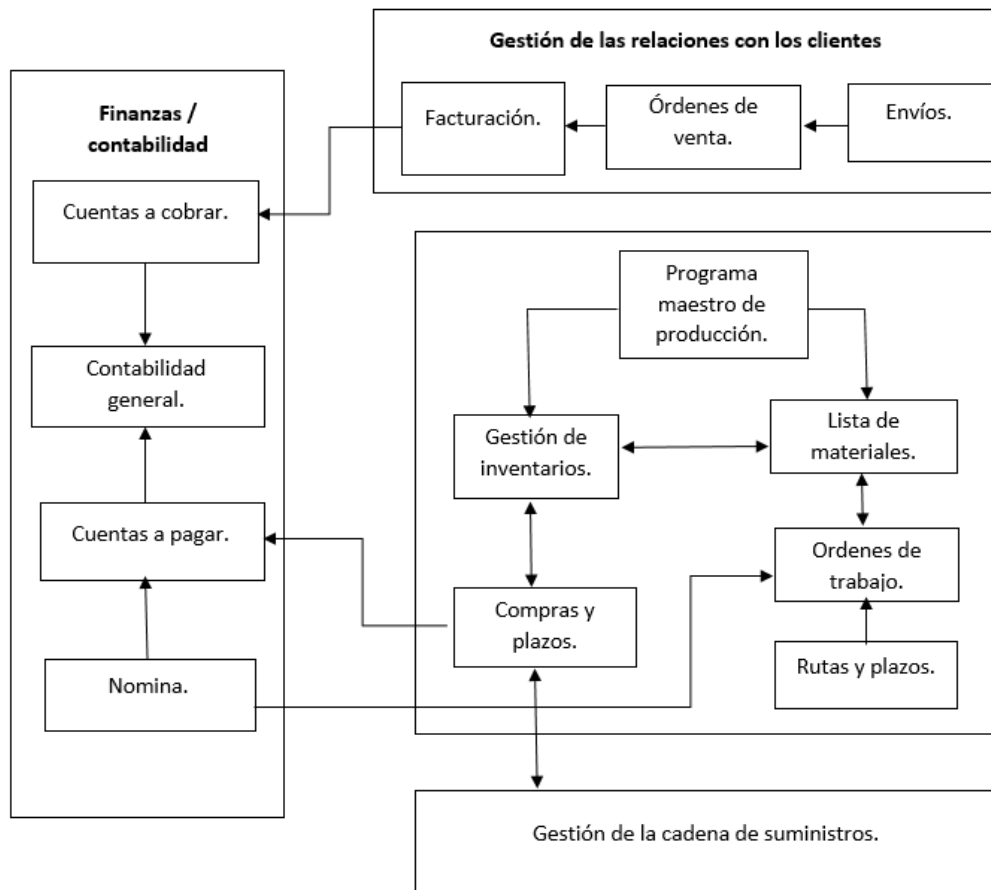 Gestión de las relaciones con los clientes
Facturación.
Órdenes de
venta.
Envíos.
Finanzas /
contabilidad
Cuentas a cobrar.
Contabilidad
general.
Cuentas a pagar.
Nomina.
Programa
maestro de
producción.
Gestión de
inventarios.
Lista de
materiales.
Ordenes de
trabajo.
Compras y
plazos.
Rutas y plazos.
Gestión de la cadena de suministros.